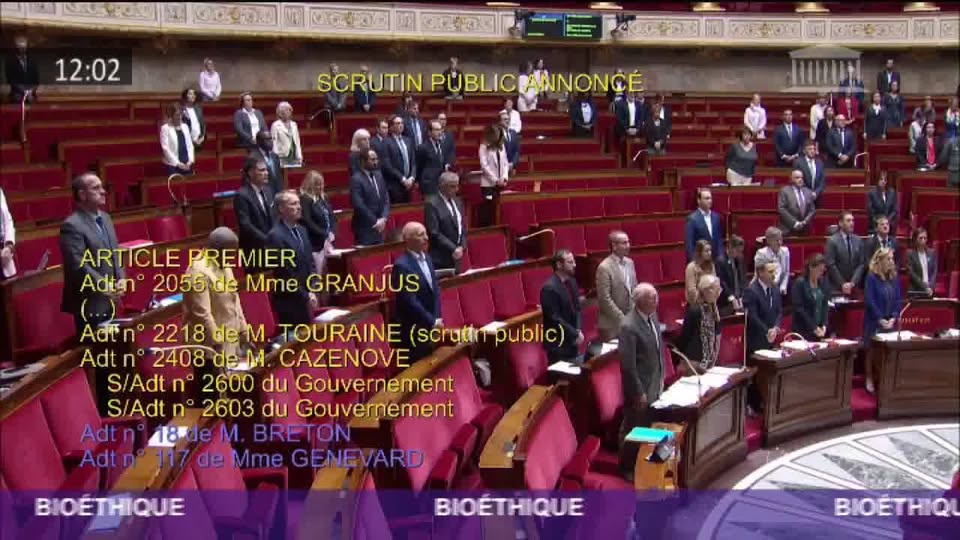 12:02
SCRUTIN PUBLIC ANNONCÉ
ARTICLE PREMIER
Adt n° 2055 de Mme GRANJUS
(...)
Adt n° 2218 de M. TOURAINE (scrutin public)
Adt n° 2408 de M. CAZENOVE
S/Adt n° 2600 du Gouvernement
S/Adt n° 2603 du Gouvernement
Adt n° 18 de M. BRETON
Adt n° 117 de Mme GENEVARD
BIOÉTHIQUE BIOÉTHIQUE BIOÉTHIQU